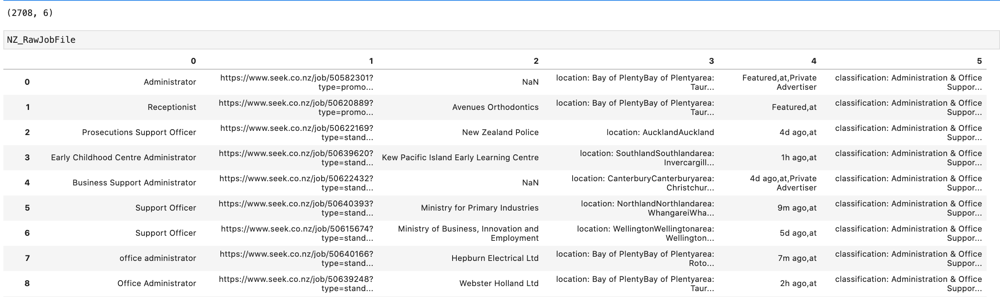 (2708, 6)
NZ_RawJobFile
0 1 2 3 4 5
0 Administrator https://www.seek.co.nz/job/50582301?type=promo... NaN location: Bay of PlentyBay of Plentyarea: Taur... Featured,at,Private Advertiser classification: Administration & Office Suppor...
1 Receptionist https://www.seek.co.nz/job/50620889?type=promo... Avenues Orthodontics location: Bay of PlentyBay of Plentyarea: Taur... Featured,at classification: Administration & Office Suppor...
2 Prosecutions Support Officer https://www.seek.co.nz/job/50622169?type=stand... New Zealand Police location: AucklandAuckland 4d ago,at classification: Administration & Office Suppor...
3 Early Childhood Centre Administrator https://www.seek.co.nz/job/50639620?type=stand... Kew Pacific Island Early Learning Centre location: SouthlandSouthlandarea: Invercargill... 1h ago,at classification: Administration & Office Suppor...
4 Business Support Administrator https://www.seek.co.nz/job/50622432?type=stand... NaN location: CanterburyCanterburyarea: Christchur... 4d ago,at,Private Advertiser classification: Administration & Office Suppor...
5 Support Officer https://www.seek.co.nz/job/50640393?type=stand... Ministry for Primary Industries location: NorthlandNorthlandarea: WhangareiWha... 9m ago,at classification: Administration & Office Suppor...
6 Support Officer https://www.seek.co.nz/job/50615674?type=stand... Ministry of Business, Innovation and Employment location: WellingtonWellingtonarea: Wellington... 5d ago,at classification: Administration & Office Suppor...
7 office administrator https://www.seek.co.nz/job/50640166?type=stand... Hepburn Electrical Ltd location: Bay of PlentyBay of Plentyarea: Roto... 7m ago,at classification: Administration & Office Suppor...
8 Office Administrator https://www.seek.co.nz/job/50639248?type=stand... Webster Holland Ltd location: Bay of PlentyBay of Plentyarea: Taur... 2h ago,at classification: Administration & Office Suppor...